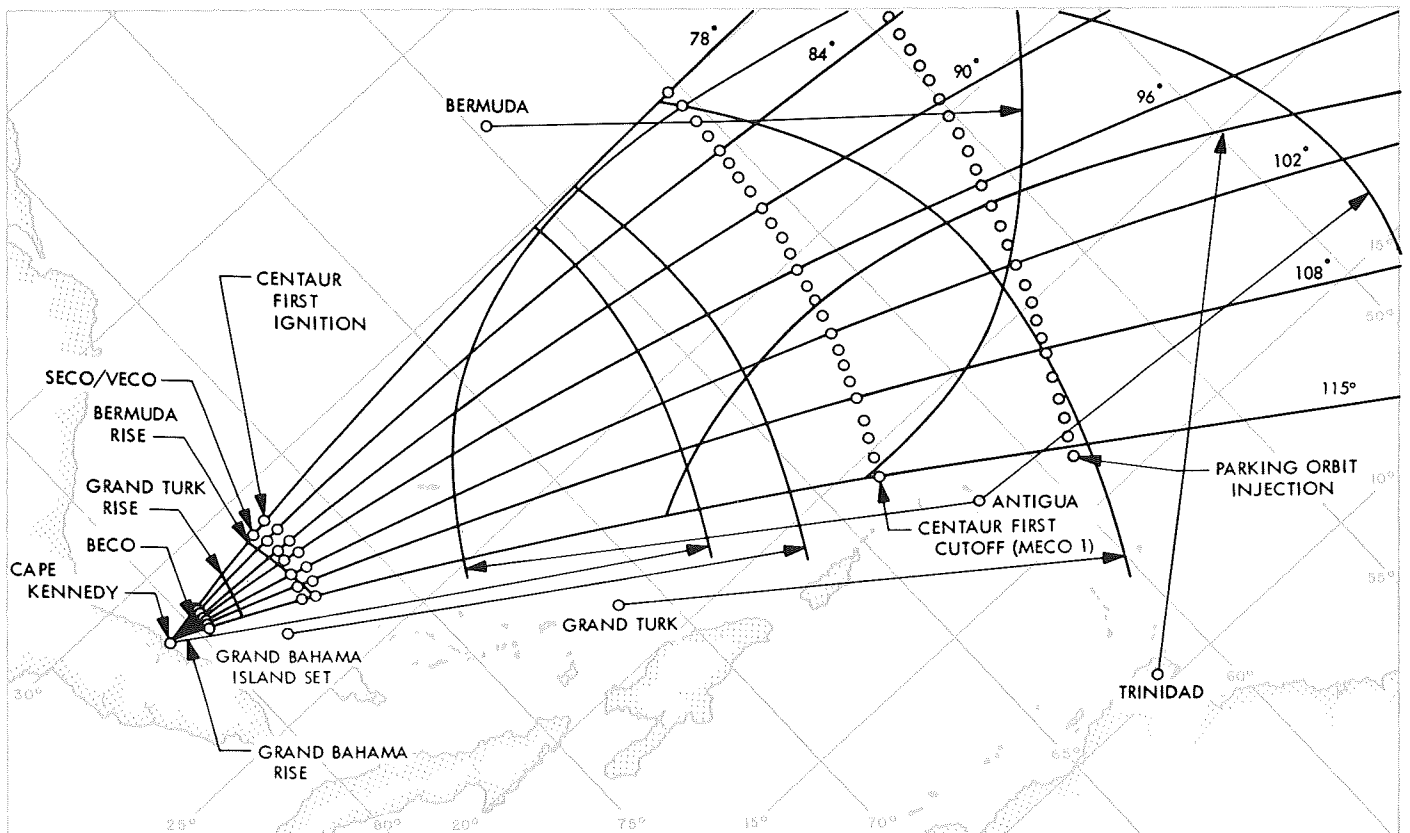 78°
84°
90°
96°
102°
108°
115°
BERMUDA
CENTAUR
FIRST
IGNITION
SECO/VECO
BERMUDA
RISE
GRAND TURK
RISE
BECO
CAPE
KENNEDY
GRAND BAHAMA
ISLAND SET
GRAND BAHAMA
RISE
GRAND TURK
ANTIGUA
CENTAUR FIRST
CUTOFF (MECO 1)
PARKING ORBIT
INJECTION
TRINIDAD
15°
50°
10°
55°
60°
65°
30°
25°
80°
20°
75°
15°
70°